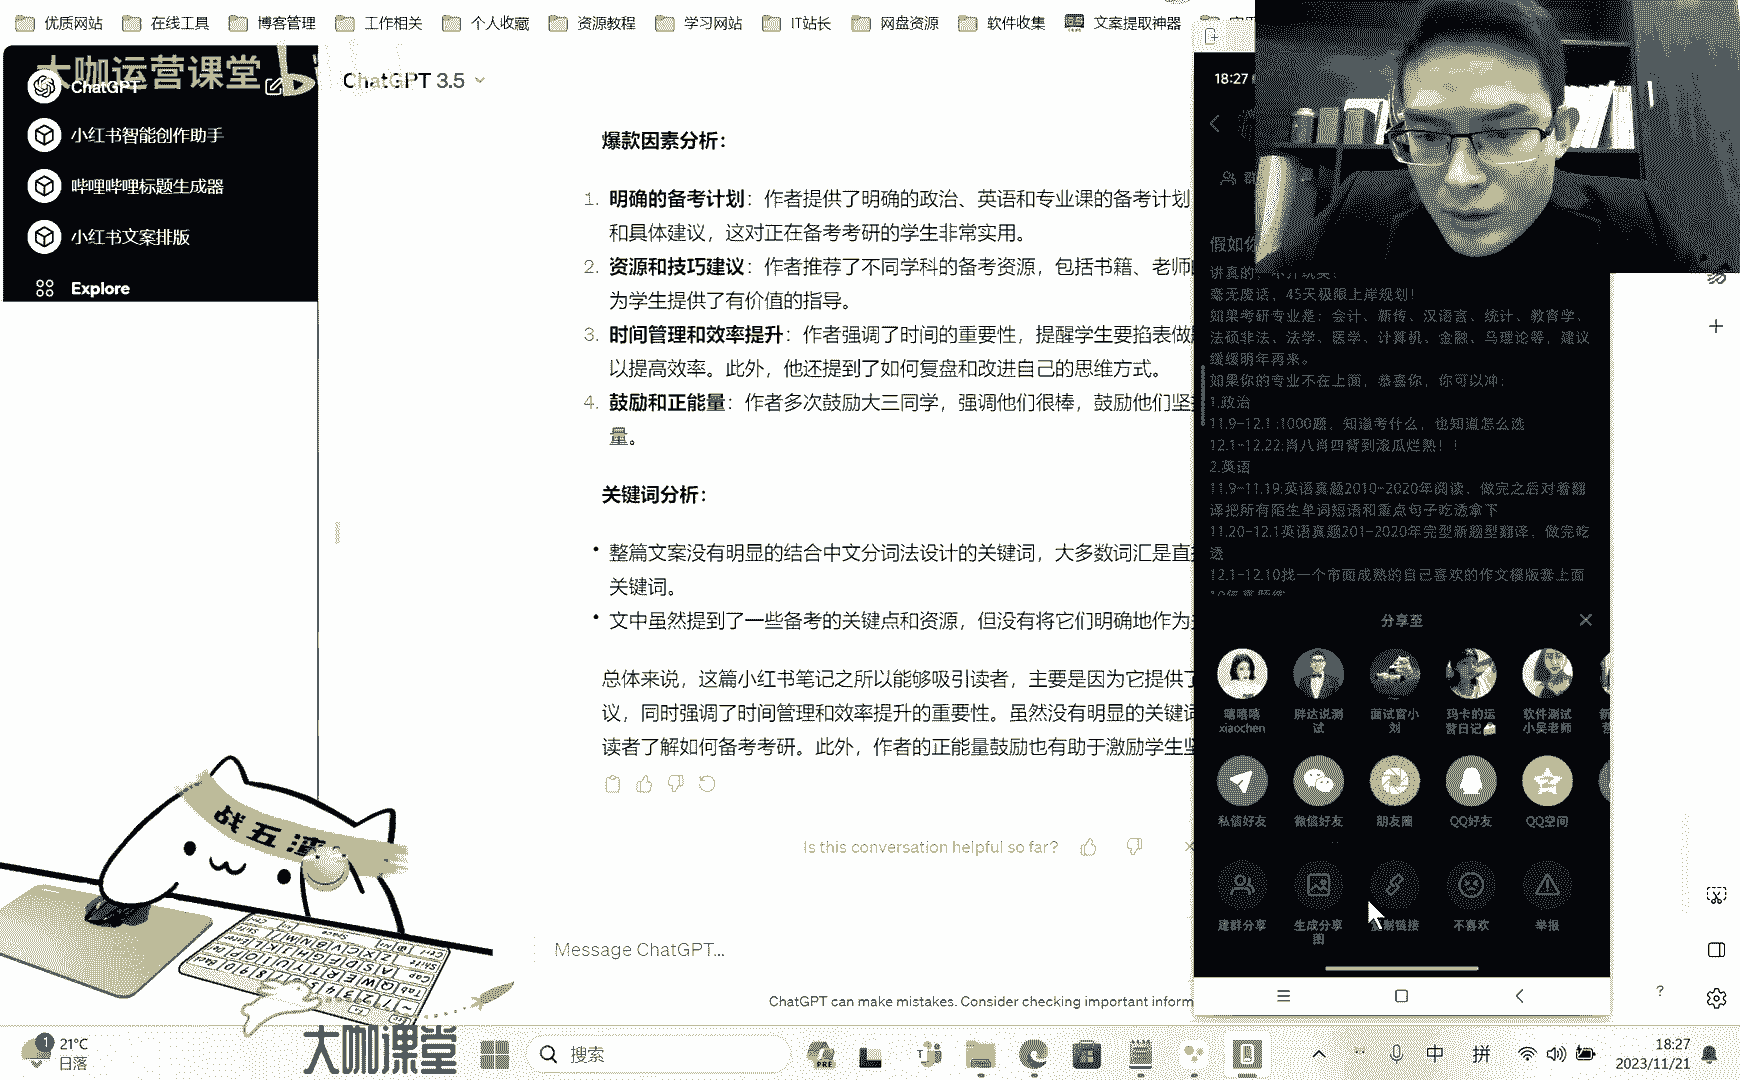 优质网站 在线工具 博客管理 工作相关 个人收藏 资源教程 学习网站 IT站长 网盘资源 软件收集 文案提取神器
大咖运营课堂
ChatGPT
小红书智能创作助手
哔哩哔哩标题生成器
小红书文案排版
Explore
ChatGPT 3.5
爆款因素分析：
1. 明确的备考计划：作者提供了明确的政治、英语和专业课的备考计划
和具体建议，这对正在备考考研的学生非常实用。
2. 资源和技巧建议：作者推荐了不同学科的备考资源，包括书籍、老师
为学生提供了有价值的指导。
3. 时间管理和效率提升：作者强调了时间的重要性，提醒学生要掐表做
以提高效率。此外，他还提到了如何复盘和改进自己的思维方式。
4. 鼓励和正能量：作者多次鼓励大三同学，强调他们很棒，鼓励他们坚
量。
关键词分析：
• 整篇文案没有明显的结合中文分词法设计的关键词，大多数词汇是直
关键词。
• 文中虽然提到了一些备考的关键点和资源，但没有将它们明确地作为
总体来说，这篇小红书笔记之所以能够吸引读者，主要是因为它提供了
议，同时强调了时间管理和效率提升的重要性。虽然没有明显的关键词
读者了解如何备考考研。此外，作者的正能量鼓励也有助于激励学生坚
Is this conversation helpful so far?
Message ChatGPT...
ChatGPT can make mistakes. Consider checking important inform
18:27
假如你
讲真的，不开玩笑！
毫无废话，45天极限上岸规划！
如果考研专业是：会计、新传、汉语言、统计、教育学、
法硕非法、法学、医学、计算机、金融、马理论等，建议
缓缓明年再来。
如果你的专业不在上面，恭喜你，你可以冲：
1.政治
11.9-12.1:1000题，知道考什么，也知道怎么选
12.1-12.22:肖八肖四背到滚瓜烂熟！！
2.英语
11.9-11.19:英语真题2010-2020年阅读，做完之后对着翻
译把所有陌生单词短语和重点句子吃透拿下
11.20-12.1英语真题201-2020年完型新题型翻译，做完吃
透
12.1-12.10找一个市面成熟的自己喜欢的作文模版套上面
分享至
嘻嘻嘻 xiaochen
胖达说测试
面试官小刘
玛卡的运营日记
软件测试小吴老师
私信好友 微信好友 朋友圈 QQ好友 QQ空间
建群分享 生成分享图 复制链接 不喜欢 举报
战五渣
大咖课堂
21°C
日落
搜索
中 拼
18:27
2023/11/21